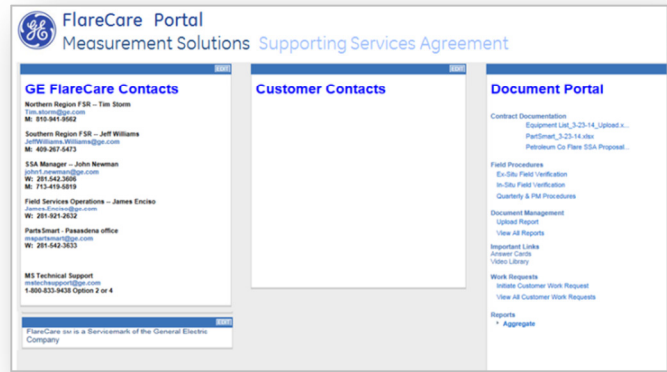 FlareCare Portal
Measurement Solutions Supporting Services Agreement
EDIT
GE FlareCare Contacts
Northern Region FSR -- Tim Storm
Tim.storm@ge.com
M: 810-941-9562
Southern Region FSR -- Jeff Williams
JeffWilliams.Williams@ge.com
M: 409-267-5473
SSA Manager -- John Newman
john1.newman@ge.com
W: 281.542.3606
M: 713-419-5819
Field Services Operations -- James Enciso
James.Enciso@ge.com
W: 281-921-2632
PartsSmart - Pasasdena office
mspartsmart@ge.com
W: 281-542-3633
MS Technical Support
mstechsupport@ge.com
1-800-833-9438 Option 2 or 4
EDIT
FlareCare SM is a Servicemark of the General Electric
Company
EDIT
Customer Contacts
Document Portal
Contract Documentation
Equipment List_3-23-14_Upload.x...
PartSmart_3-23-14.xlsx
Petroleum Co Flare SSA Proposal...
Field Procedures
Ex-Situ Field Verification
In-Situ Field Verification
Quarterly & PM Procedures
Document Management
Upload Report
View All Reports
Important Links
Answer Cards
Video Library
Work Requests
Initiate Customer Work Request
View All Customer Work Requests
Reports
Aggregate